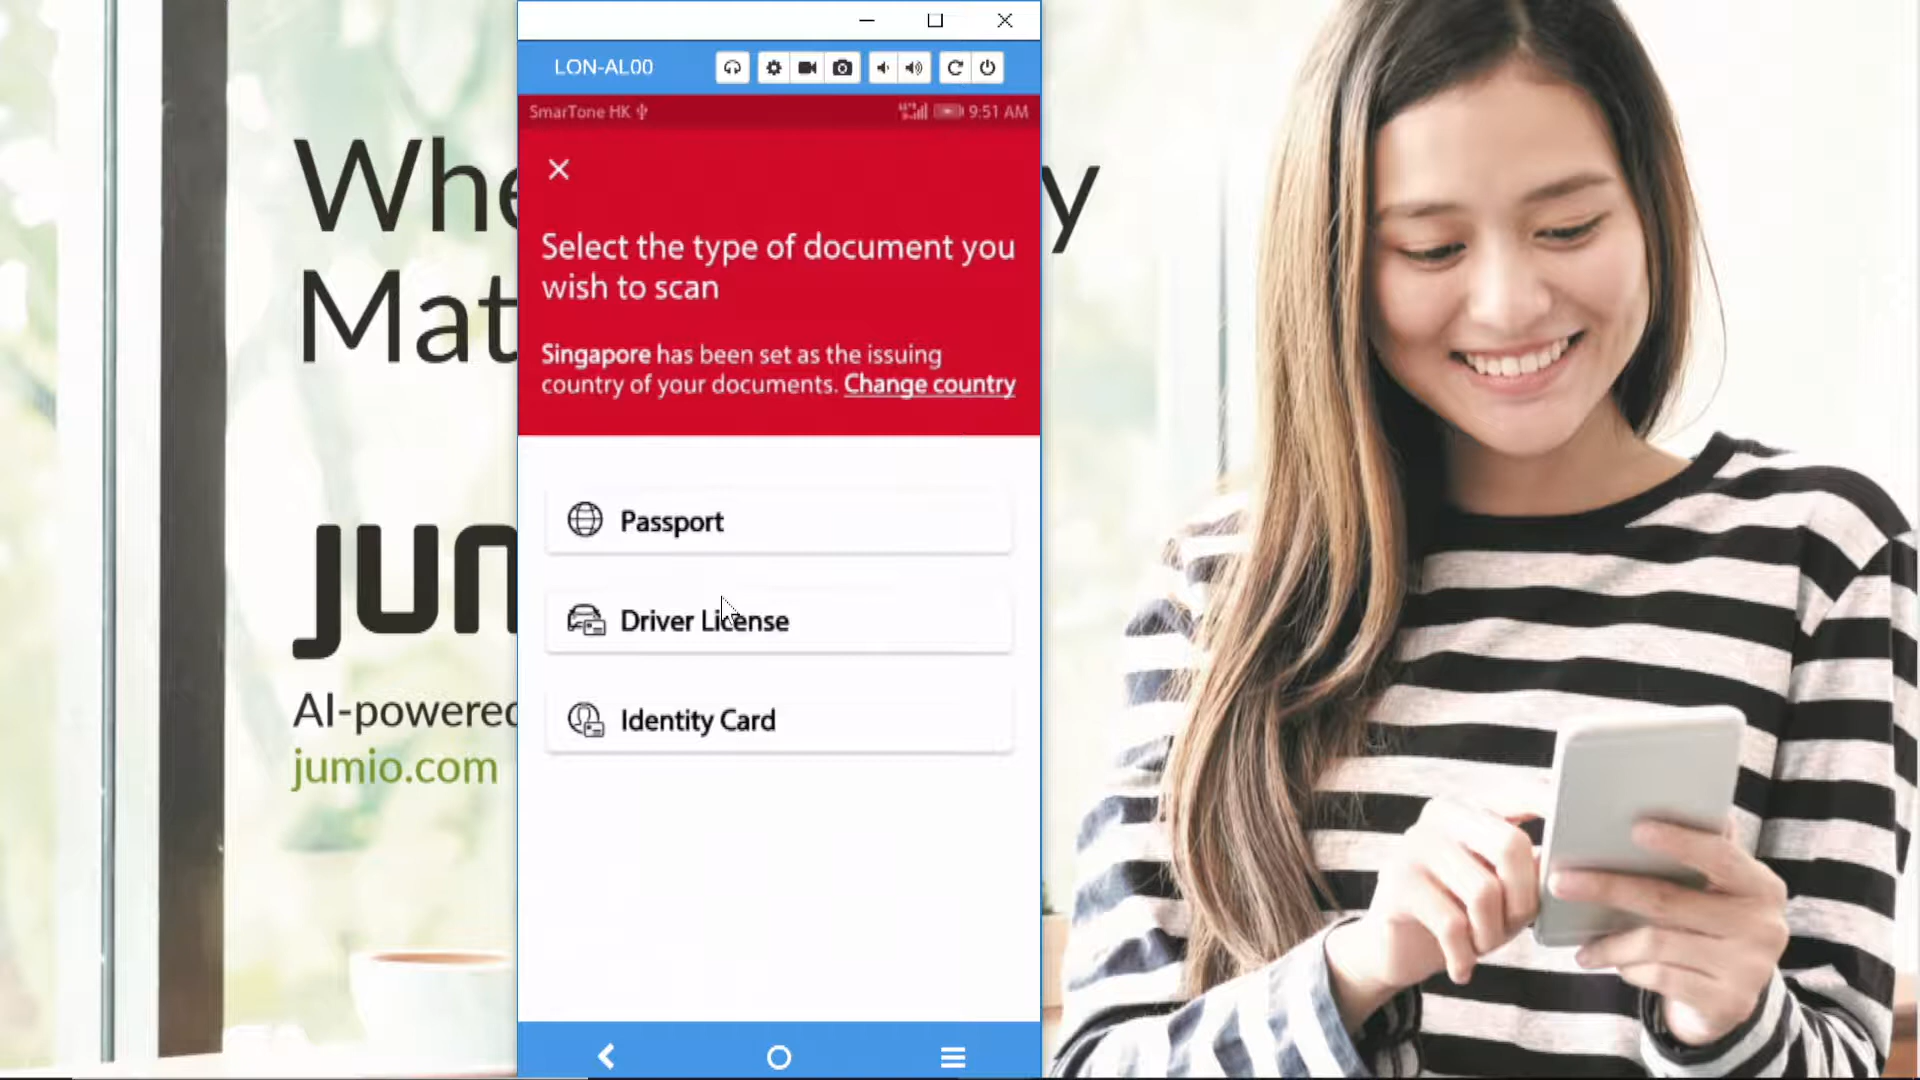 LON-AL00
SmarTone HK
9:51 AM
Select the type of document you
wish to scan
Singapore has been set as the issuing
country of your documents. Change country
Passport
Driver License
Identity Card
Whe
y
Mat
jun
AI-powered
jumio.com